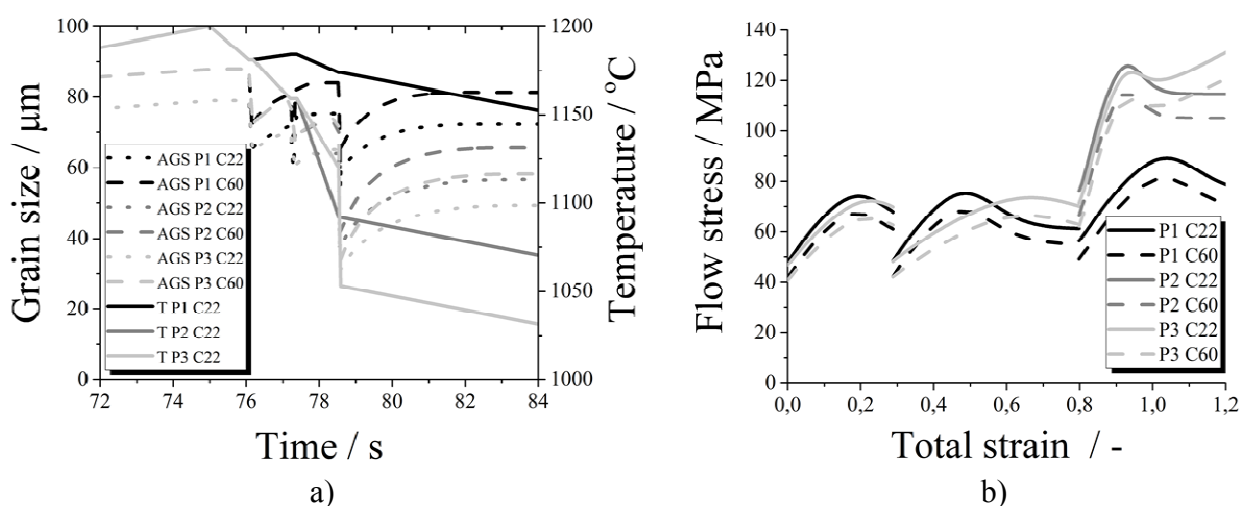 Grain size / µm
100
80
60
40
20
0
AGS P1 C22
AGS P1 C60
AGS P2 C22
AGS P2 C60
AGS P3 C22
AGS P3 C60
T P1 C22
T P2 C22
T P3 C22
72 74 76 78 80 82 84
Time / s
1200
1150
1100
1050
1000
Temperature / °C
a)
Flow stress / MPa
140
120
100
80
60
40
20
0
P1 C22
P1 C60
P2 C22
P2 C60
P3 C22
P3 C60
0,0 0,2 0,4 0,6 0,8 1,0 1,2
Total strain / -
b)